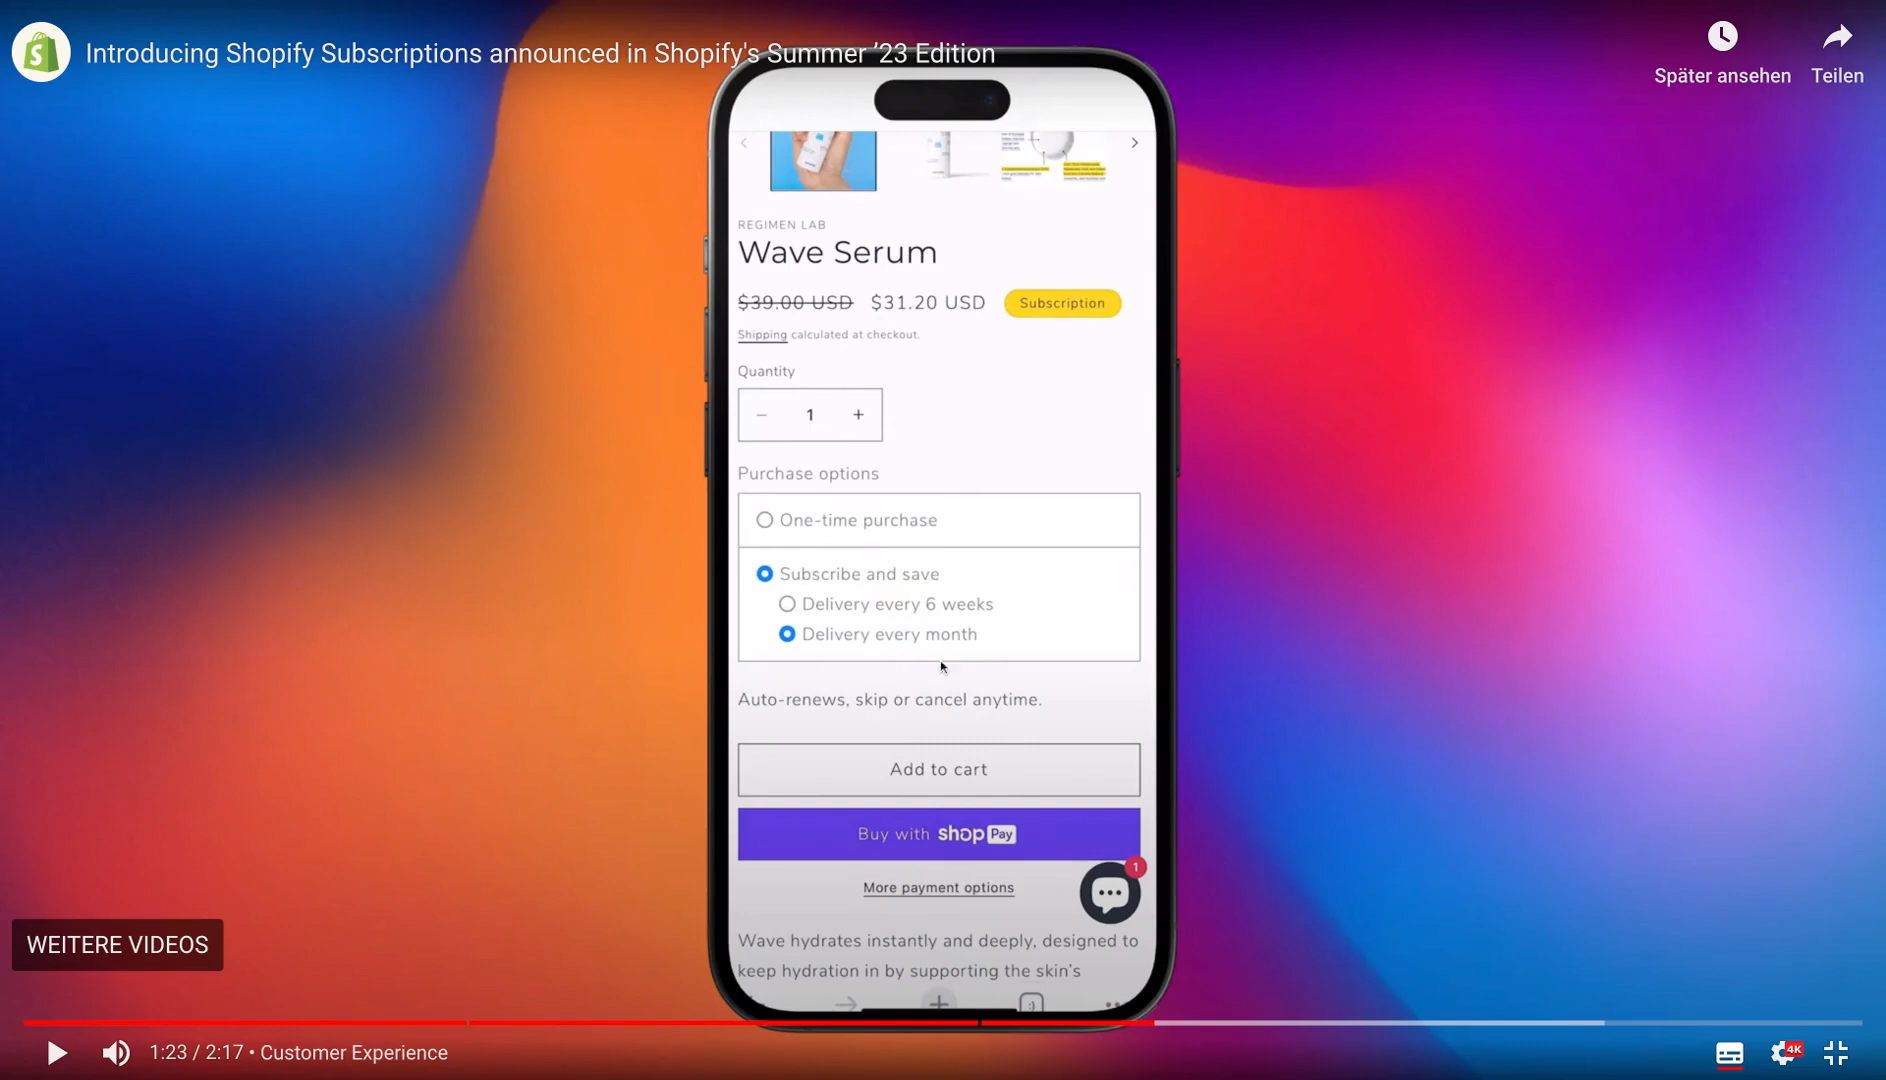 Introducing Shopify Subscriptions announced in Shopify's Summer ’23 Edition
Später ansehen
Teilen
REGIMEN LAB
Wave Serum
$39.00 USD $31.20 USD Subscription
Shipping calculated at checkout.
Quantity
− 1 +
Purchase options
One-time purchase
Subscribe and save
Delivery every 6 weeks
Delivery every month
Auto-renews, skip or cancel anytime.
Add to cart
Buy with shop Pay
1
More payment options
Wave hydrates instantly and deeply, designed to
keep hydration in by supporting the skin’s
WEITERE VIDEOS
1:23 / 2:17 • Customer Experience
4K